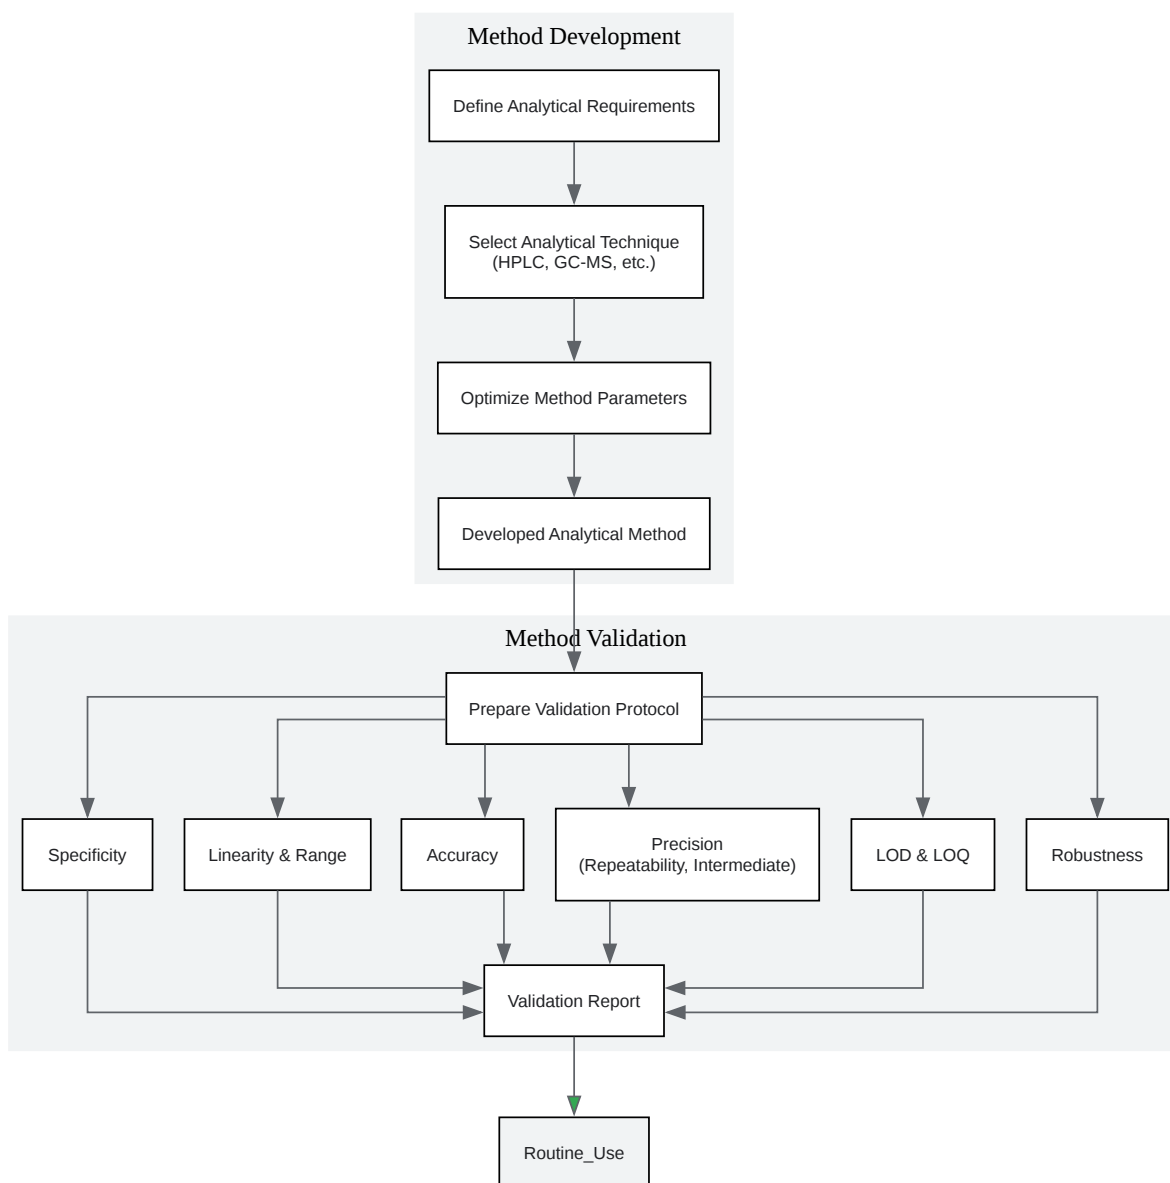 Method Development
Define Analytical Requirements
Select Analytical Technique
(HPLC, GC-MS, etc.)
Optimize Method Parameters
Developed Analytical Method
Method Validation
Prepare Validation Protocol
Specificity
Linearity & Range
Accuracy
Precision
(Repeatability, Intermediate)
LOD & LOQ
Robustness
Validation Report
Routine_Use